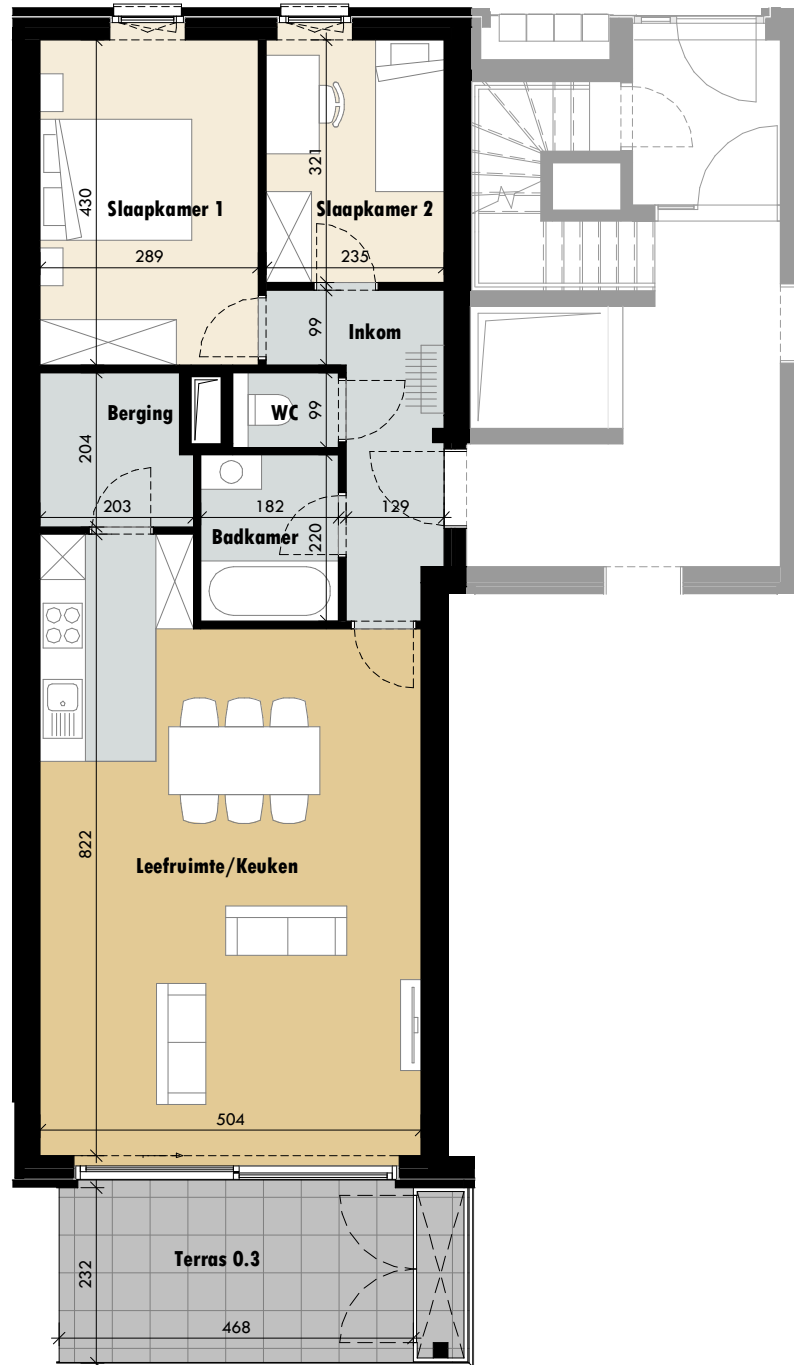 430
Slaapkamer 1
289
321
Slaapkamer 2
235
99
Inkom
Berging
204
203
WC
99
182
129
Badkamer
220
822
Leefruimte/Keuken
504
Terras 0.3
232
468